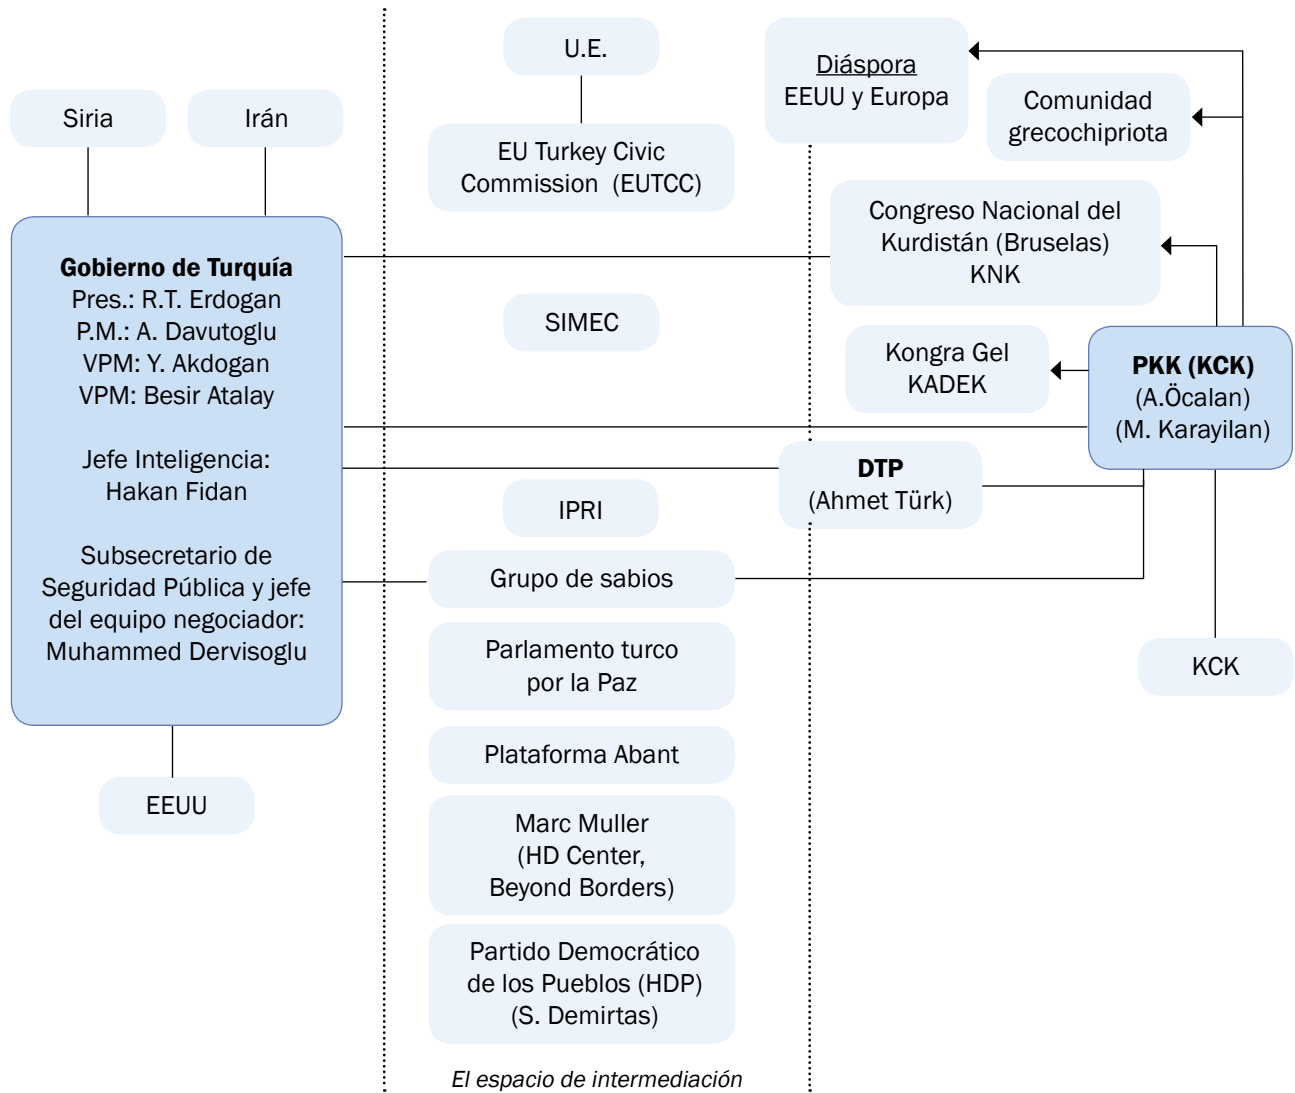 U.E.
Diáspora
EEUU y Europa
Siria
Irán
Comunidad
grecochipriota
EU Turkey Civic
Commission (EUTCC)
Congreso Nacional del
Kurdistán (Bruselas)
KNK
Gobierno de Turquía
Pres.: R.T. Erdogan
P.M.: A. Davutoglu
VPM: Y. Akdogan
VPM: Besir Atalay
Jefe Inteligencia:
Hakan Fidan
Subsecretario de
Seguridad Pública y jefe
del equipo negociador:
Muhammed Dervisoglu
SIMEC
Kongra Gel
KADEK
PKK (KCK)
(A.Öcalan)
(M. Karayilan)
DTP
(Ahmet Türk)
IPRI
Grupo de sabios
Parlamento turco
por la Paz
KCK
Plataforma Abant
EEUU
Marc Muller
(HD Center,
Beyond Borders)
Partido Democrático
de los Pueblos (HDP)
(S. Demirtas)
El espacio de intermediación